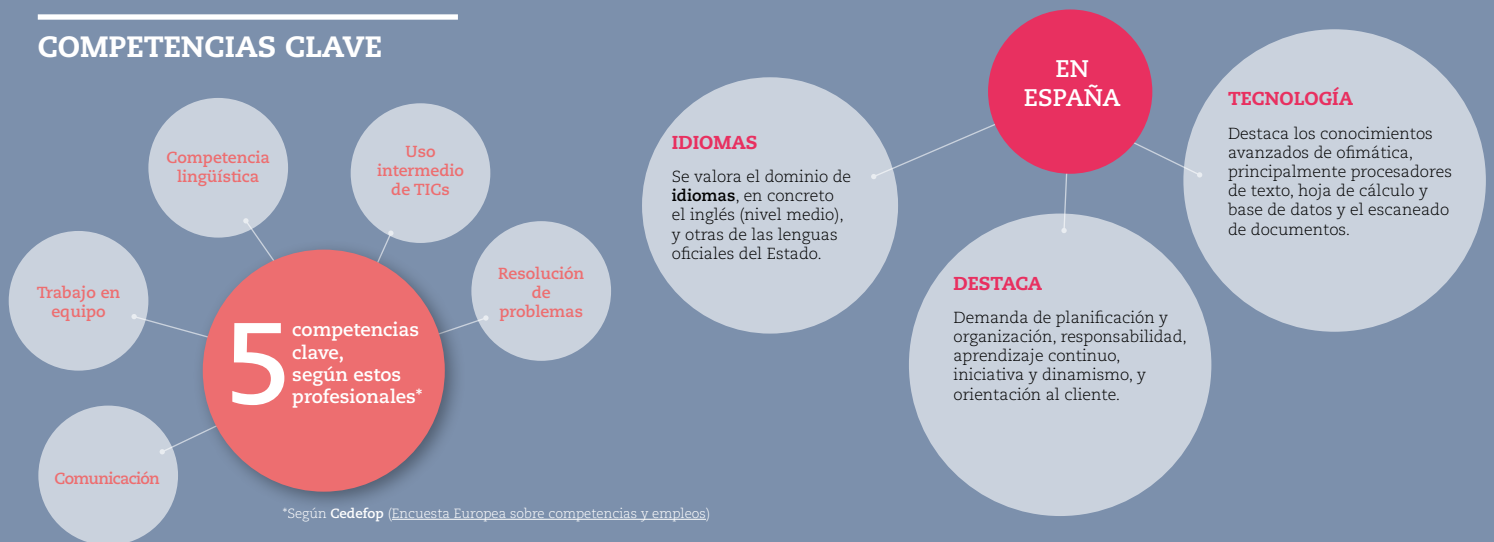 COMPETENCIAS CLAVE
Comunicación
Trabajo en
equipo
Competencia
lingüística
Uso
intermedio
de TICs
Resolución
de
problemas
5
competencias
clave,
según estos
profesionales*
*Según Cedefop (Encuesta Europea sobre competencias y empleos)
EN
ESPAÑA
IDIOMAS
Se valora el dominio de
idiomas, en concreto
el inglés (nivel medio),
y otras de las lenguas
oficiales del Estado.
DESTACA
Demanda de planificación y
organización, responsabilidad,
aprendizaje continuo,
iniciativa y dinamismo, y
orientación al cliente.
TECNOLOGÍA
Destaca los conocimientos
avanzados de ofimática,
principalmente procesadores
de texto, hoja de cálculo y
base de datos y el escaneado
de documentos.